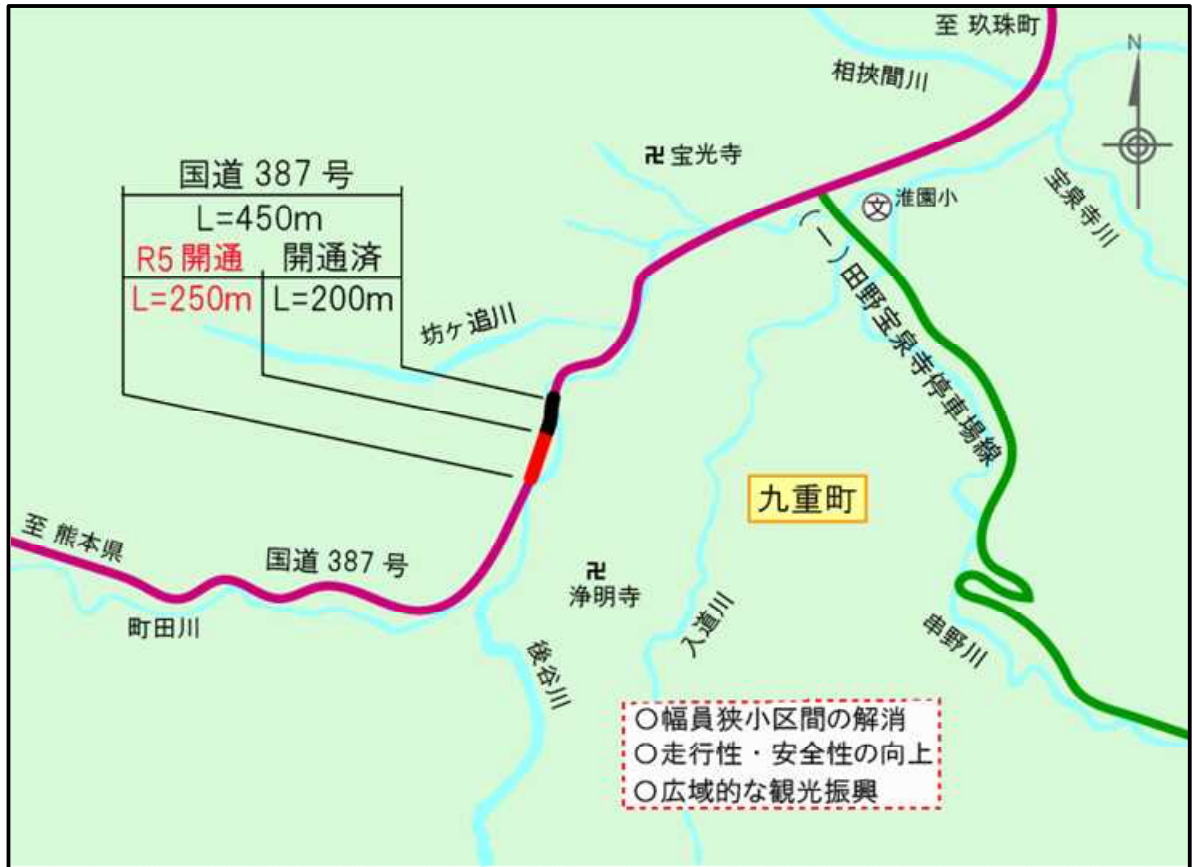 至 玖珠町
N
相挟間川
卍 宝光寺
国道 387 号
L=450m
R5 開通
開通済
L=250m
L=200m
文
淮園小
宝泉寺川
(一)田野宝泉寺停車場線
坊ヶ追川
九重町
至 熊本県
国道 387 号
卍
浄明寺
町田川
後谷川
入道川
串野川
○幅員狭小区間の解消
○走行性・安全性の向上
○広域的な観光振興